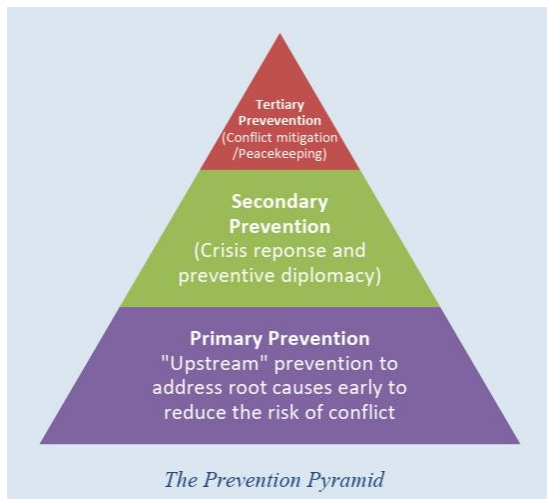 Tertiary
Prevevention
(Conflict mitigation
/Peacekeeping)
Secondary
Prevention
(Crisis reponse and
preventive diplomacy)
Primary Prevention
"Upstream" prevention to
address root causes early to
reduce the risk of conflict
The Prevention Pyramid